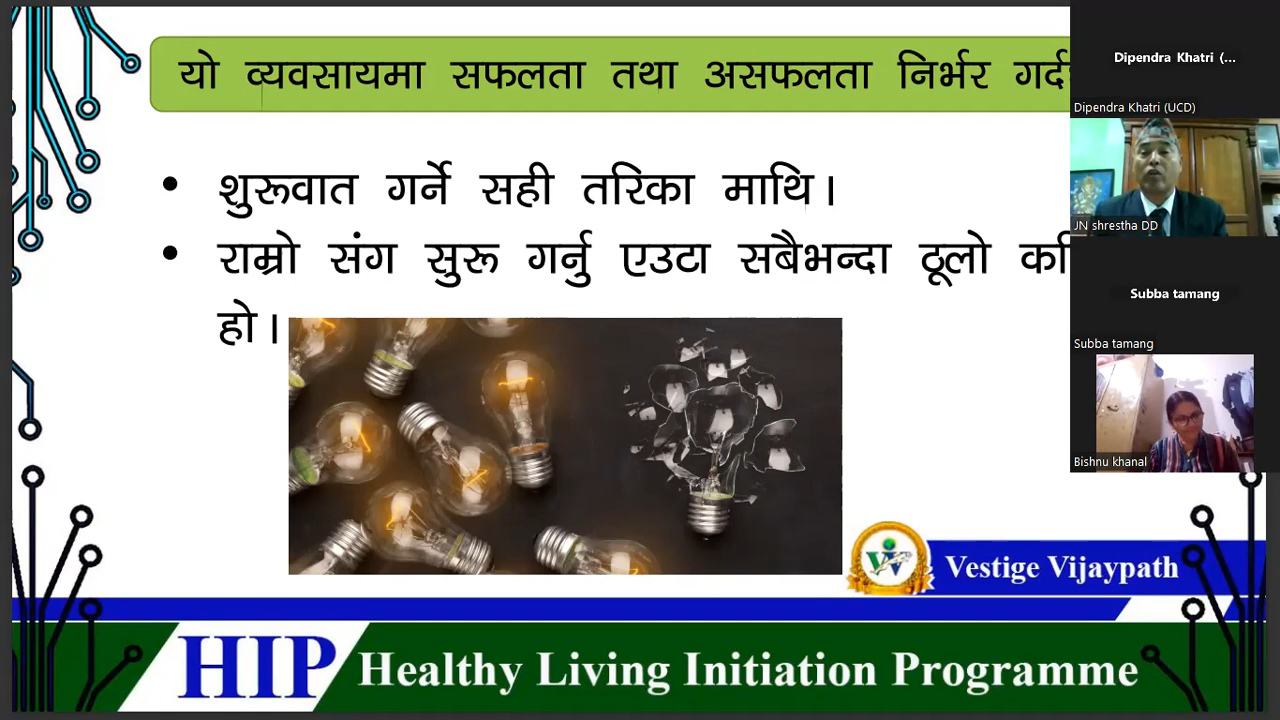 यो व्यवसायमा सफलता तथा असफलता निर्भर
• शुरूवात गर्ने सही तरिका माथि।
• राम्रो संग सुरू गर्नु एउटा सबैभन्दा ठूलो
हो।
Dipendra Khatri (...
Dipendra Khatri (UCD)
JN shrestha DD
Subba tamang
Subba tamang
Bishnu khanal
Vestige Vijaypath
HIP Healthy Living Initiation Programme